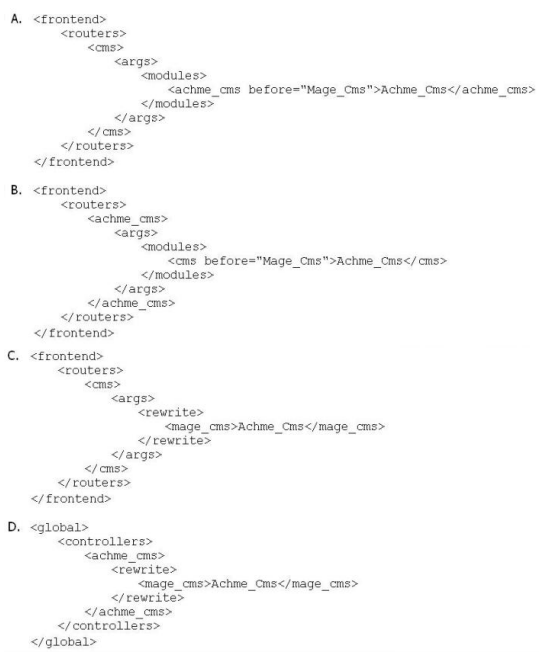 A. <frontend>
<routers>
<cms>
<args>
<modules>
<achme_cms before="Mage_Cms">Achme_Cms</achme_cms>
</modules>
</args>
</cms>
</routers>
</frontend>
B. <frontend>
<routers>
<achme_cms>
<args>
<modules>
<cms before="Mage_Cms">Achme_Cms</cms>
</modules>
</args>
</achme_cms>
</routers>
</frontend>
C. <frontend>
<routers>
<cms>
<args>
<rewrite>
<mage_cms>Achme_Cms</mage_cms>
</rewrite>
</args>
</cms>
</routers>
</frontend>
D. <global>
<controllers>
<achme_cms>
<rewrite>
<mage_cms>Achme_Cms</mage_cms>
</rewrite>
</achme_cms>
</controllers>
</global>